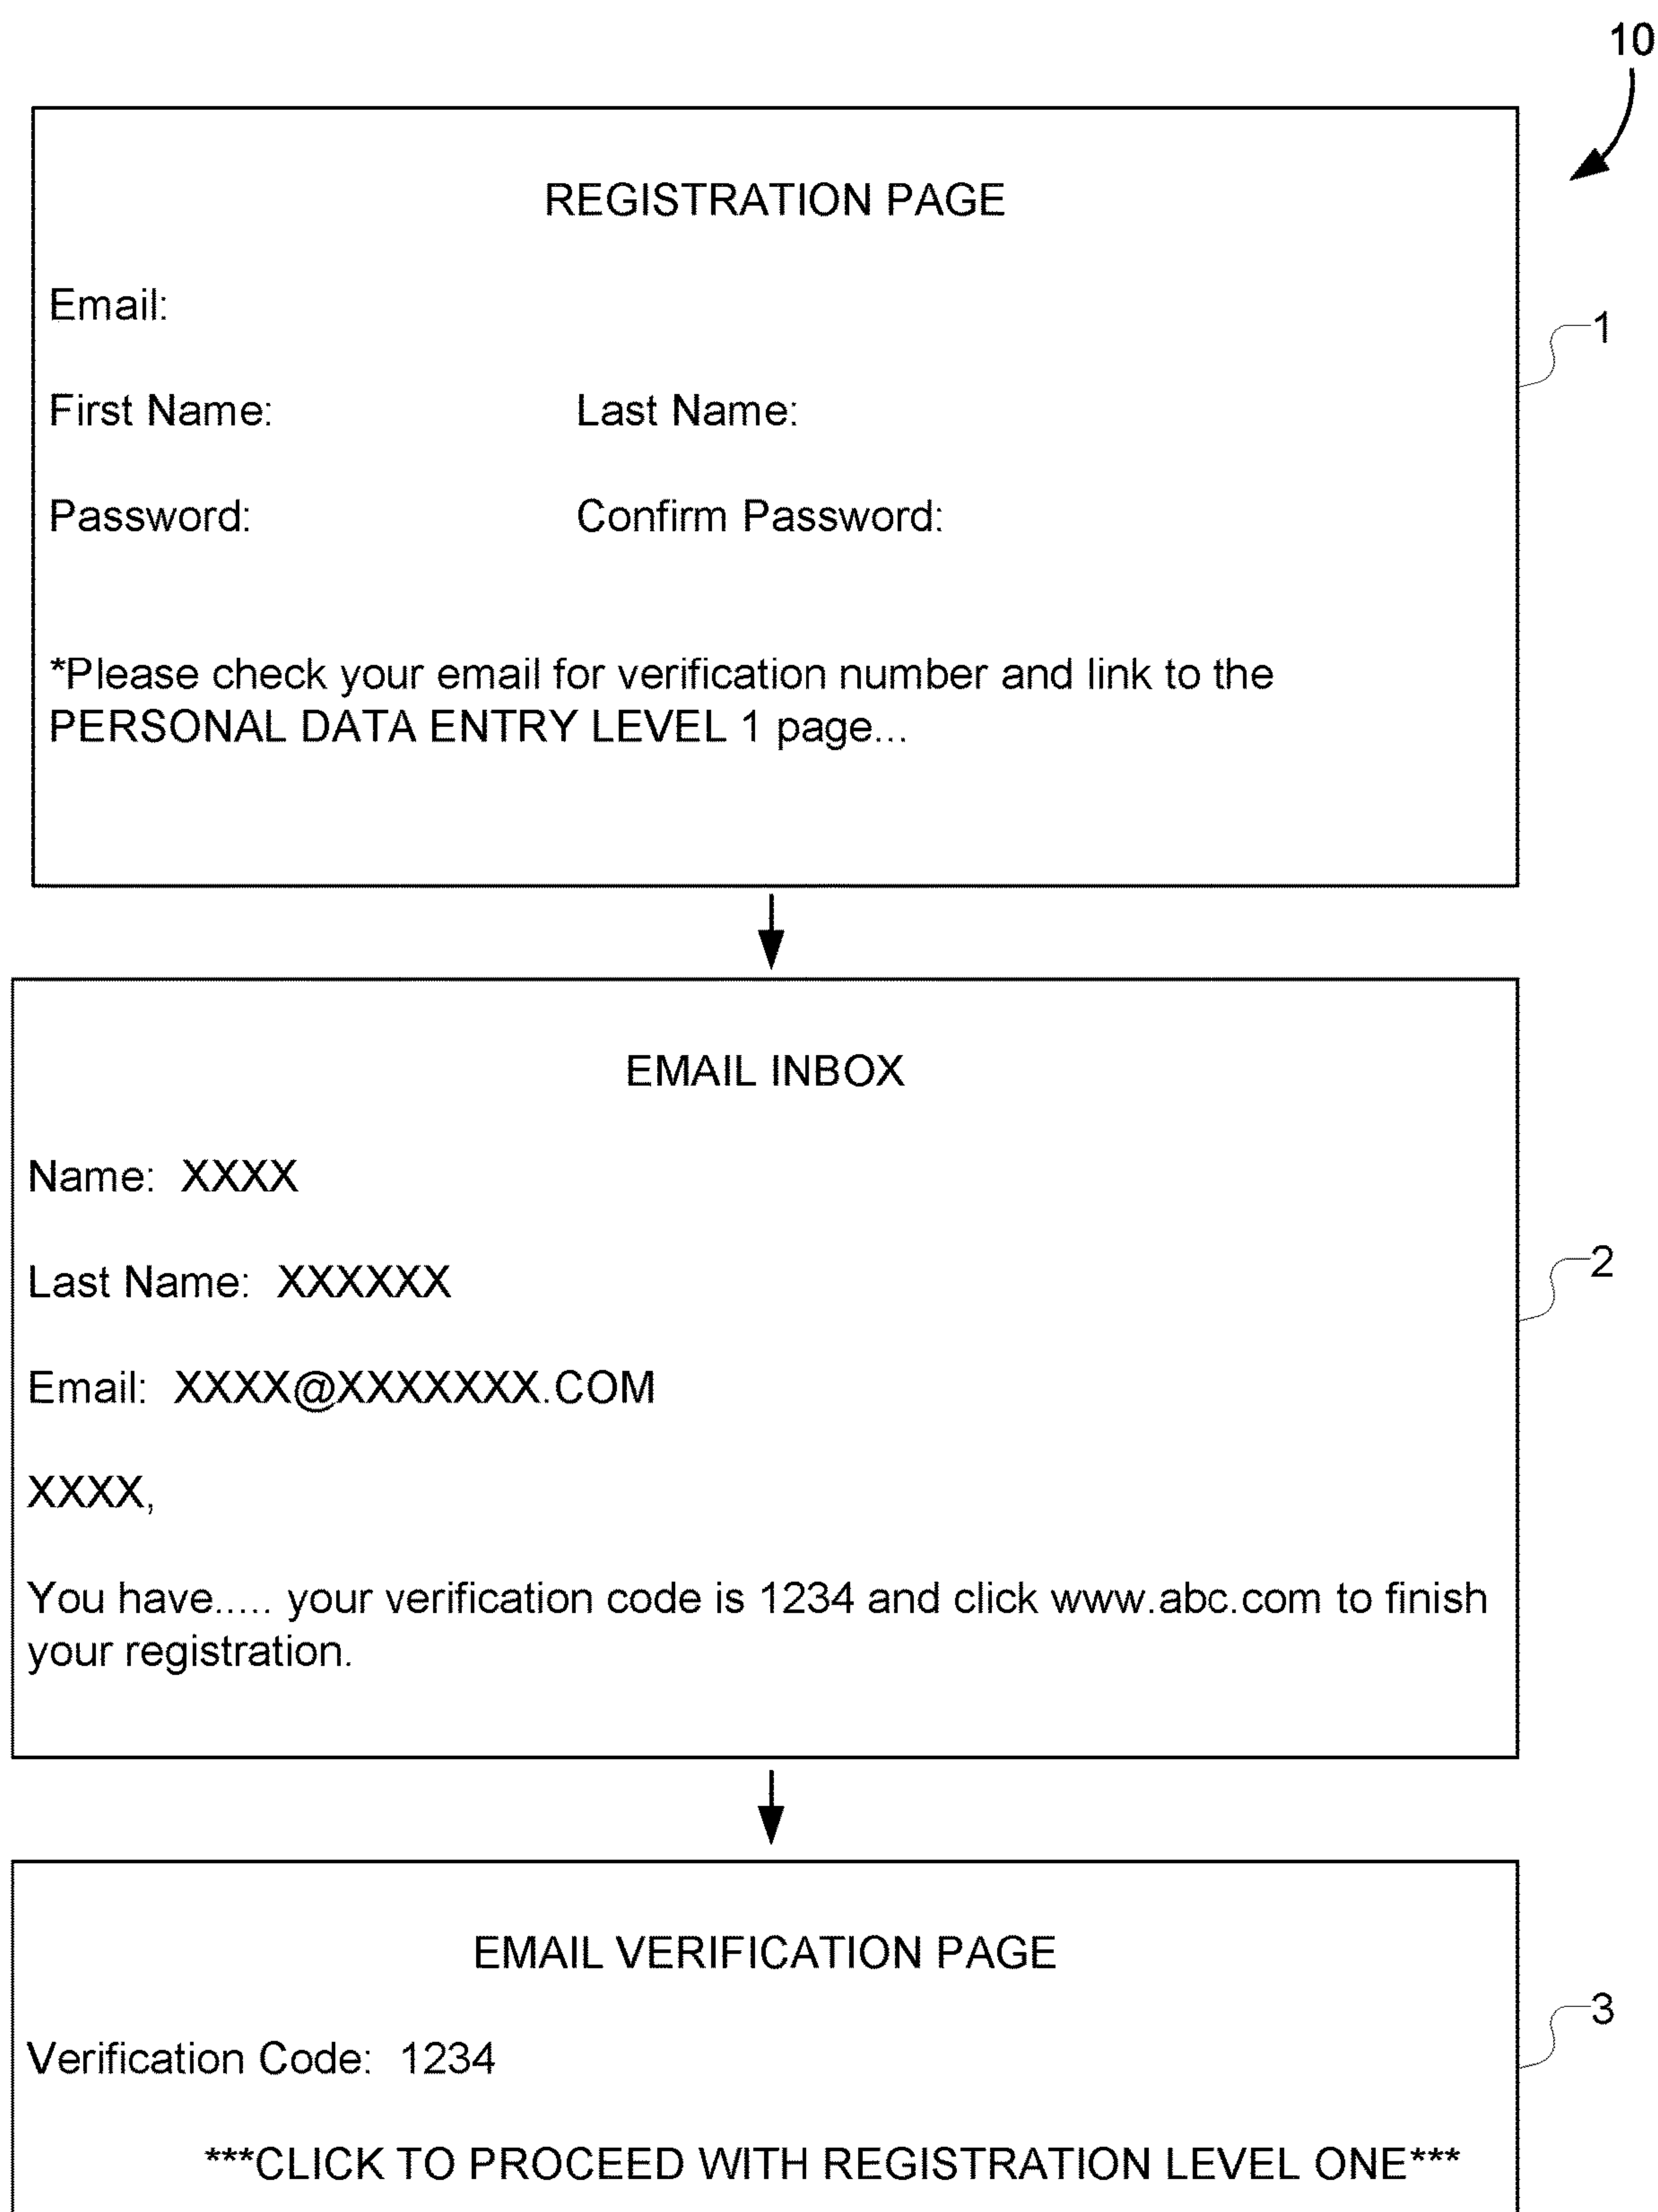 10
REGISTRATION PAGE
Email:
1
First Name: Last Name:
Password: Confirm Password:
*Please check your email for verification number and link to the
PERSONAL DATA ENTRY LEVEL 1 page...
EMAIL INBOX
Name: XXXX
2
Last Name: XXXXXX
Email: XXXX@XXXXXXX.COM
XXXX,
You have..... your verification code is 1234 and click www.abc.com to finish
your registration.
EMAIL VERIFICATION PAGE
3
Verification Code: 1234
***CLICK TO PROCEED WITH REGISTRATION LEVEL ONE***